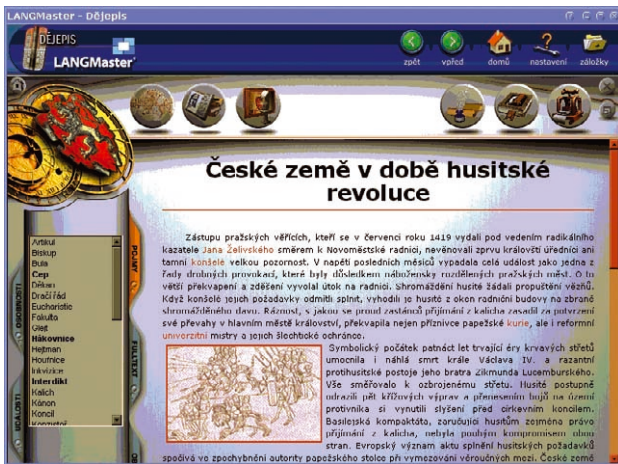 LANGMaster - Dějepis
DĚJEPIS
LANGMaster
zpět
vpřed
domů
nastavení
záložky
České země v době husitské
revoluce
Zástupu pražských věřících, kteří se v červenci roku 1419 vydali pod vedením radikálního
kazatele Jana Želivského směrem k Novoměstské radnici, nevěnovali zprvu královští úředníci ani
tamní konšelé velkou pozornost. V napětí posledních měsíců vypadala celá událost jako jedna z
řady drobných provokací, které byly důsledkem nábožensky rozdělených pražských měst. O to
větší překvapení a zděšení vyvolal útok na radnici. Shromáždění husité žádali propuštění vězňů.
Když konšelé jejich požadavky odmítli splnit, vyhodili je husité z oken radniční budovy na zbraně
shromážděného davu. Ráznost, s jakou se proud zastánců přijímání z kalicha zasadil za potvrzení
své převahy v hlavním městě království, překvapila nejen příznivce papežské kurie, ale i reformní
univerzitní mistry a jejich šlechtické ochránce.
Symbolický počátek patnáct let trvající éry krvavých střetů
umocnila i náhlá smrt krále Václava IV. a razantní
protihusitské postoje jeho bratra Zikmunda Lucemburského.
Vše směřovalo k ozbrojenému střetu. Husité postupně
odrazili pět křížových výprav a přenesením bojů na území
protivníka si vynutili slyšení před církevním koncilem.
Basilejská kompaktáta, zaručující husitům zejména právo
přijímání z kalicha, nebyla pouhým kompromisem obou
stran. Evropský význam aktu splnění husitských požadavků
spočívá ve zpochybnění autority papežského stolce při vymezování věroučných mezí. České země
Artikul
Biskup
Bula
Cep
Děkan
Dračí řád
Eucharistie
Fakulta
Glejt
Hákovnice
Hejtman
Houfnice
Inkvizice
Interdikt
Kalich
Kánon
Koncil
Konzistoř
OSOBNOSTI
UDÁLOSTI
POJMY
FULLTEXT